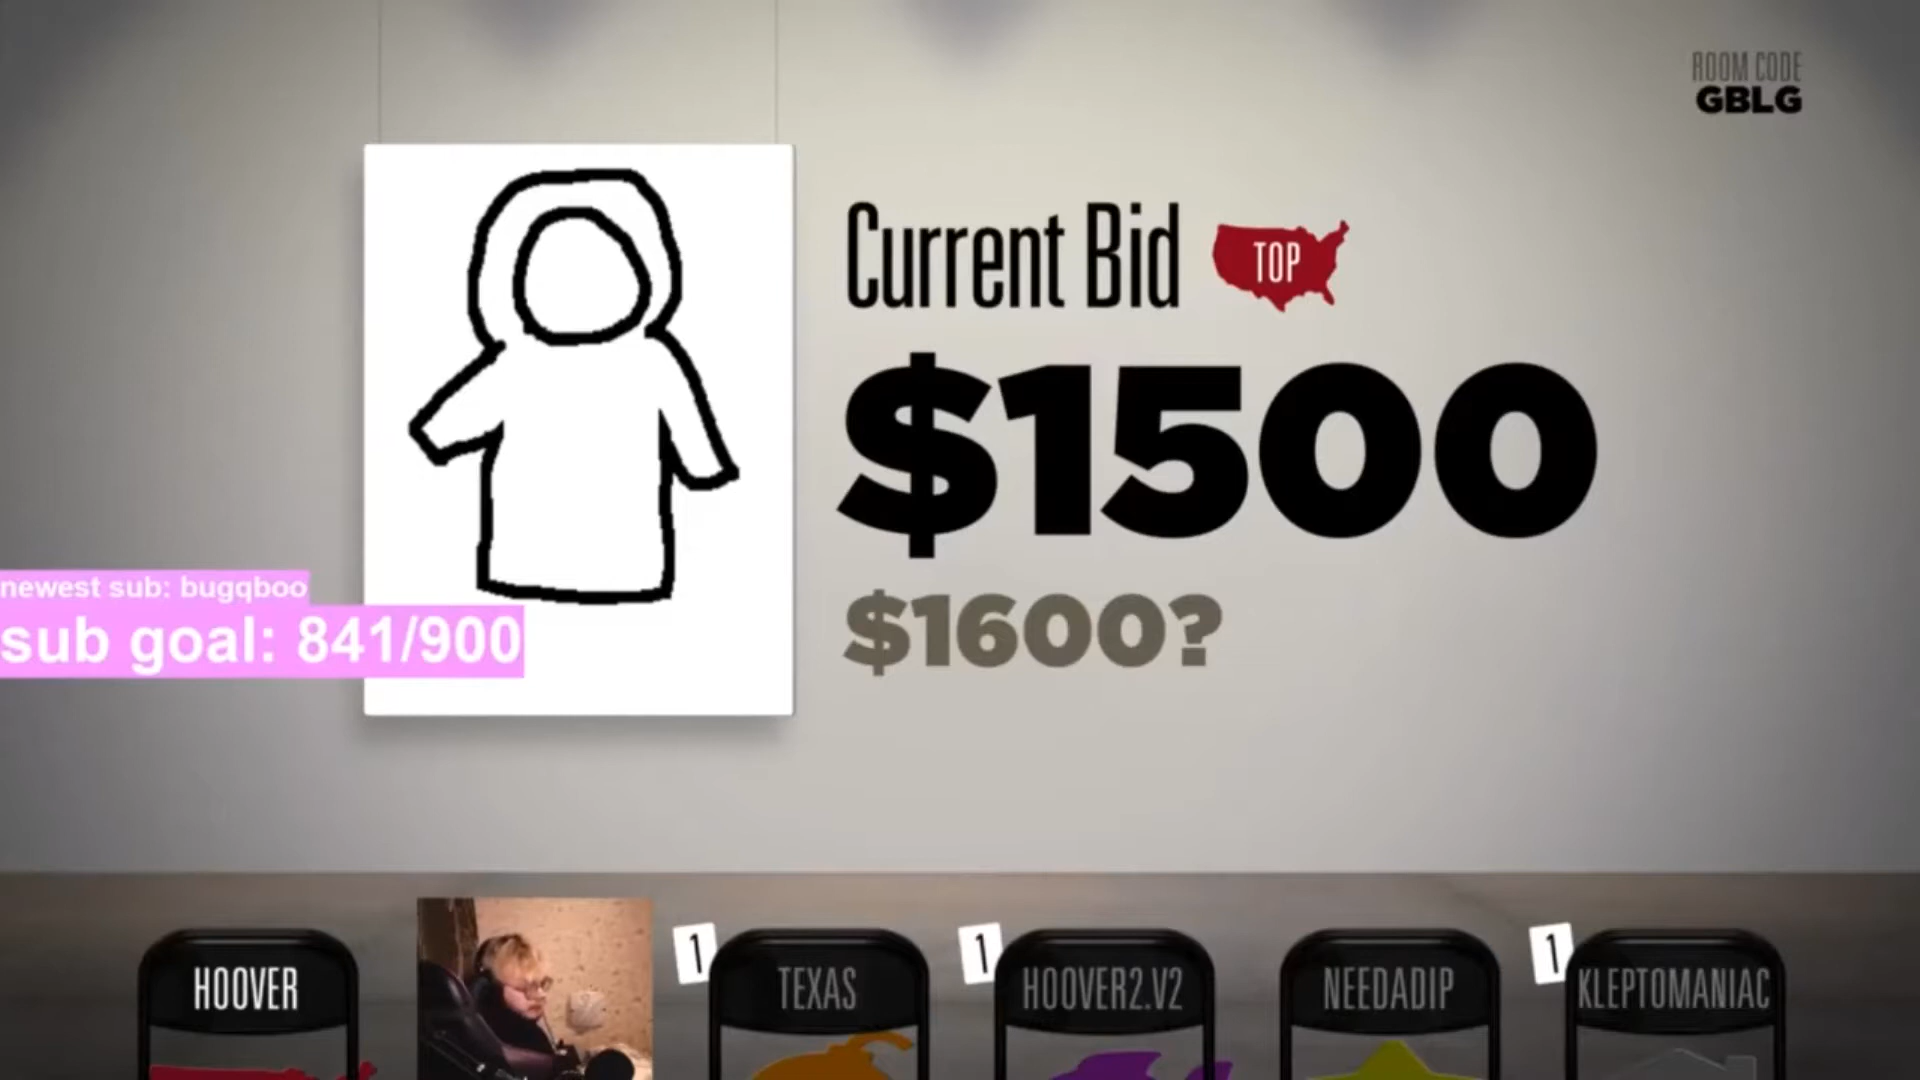 ROOM CODE
GBLG
Current Bid
TOP
$1500
$1600?
newest sub: bugqboo
sub goal: 841/900
HOOVER
1
TEXAS
1
HOOVER2.V2
NEEDADIP
1
KLEPTOMANIAC